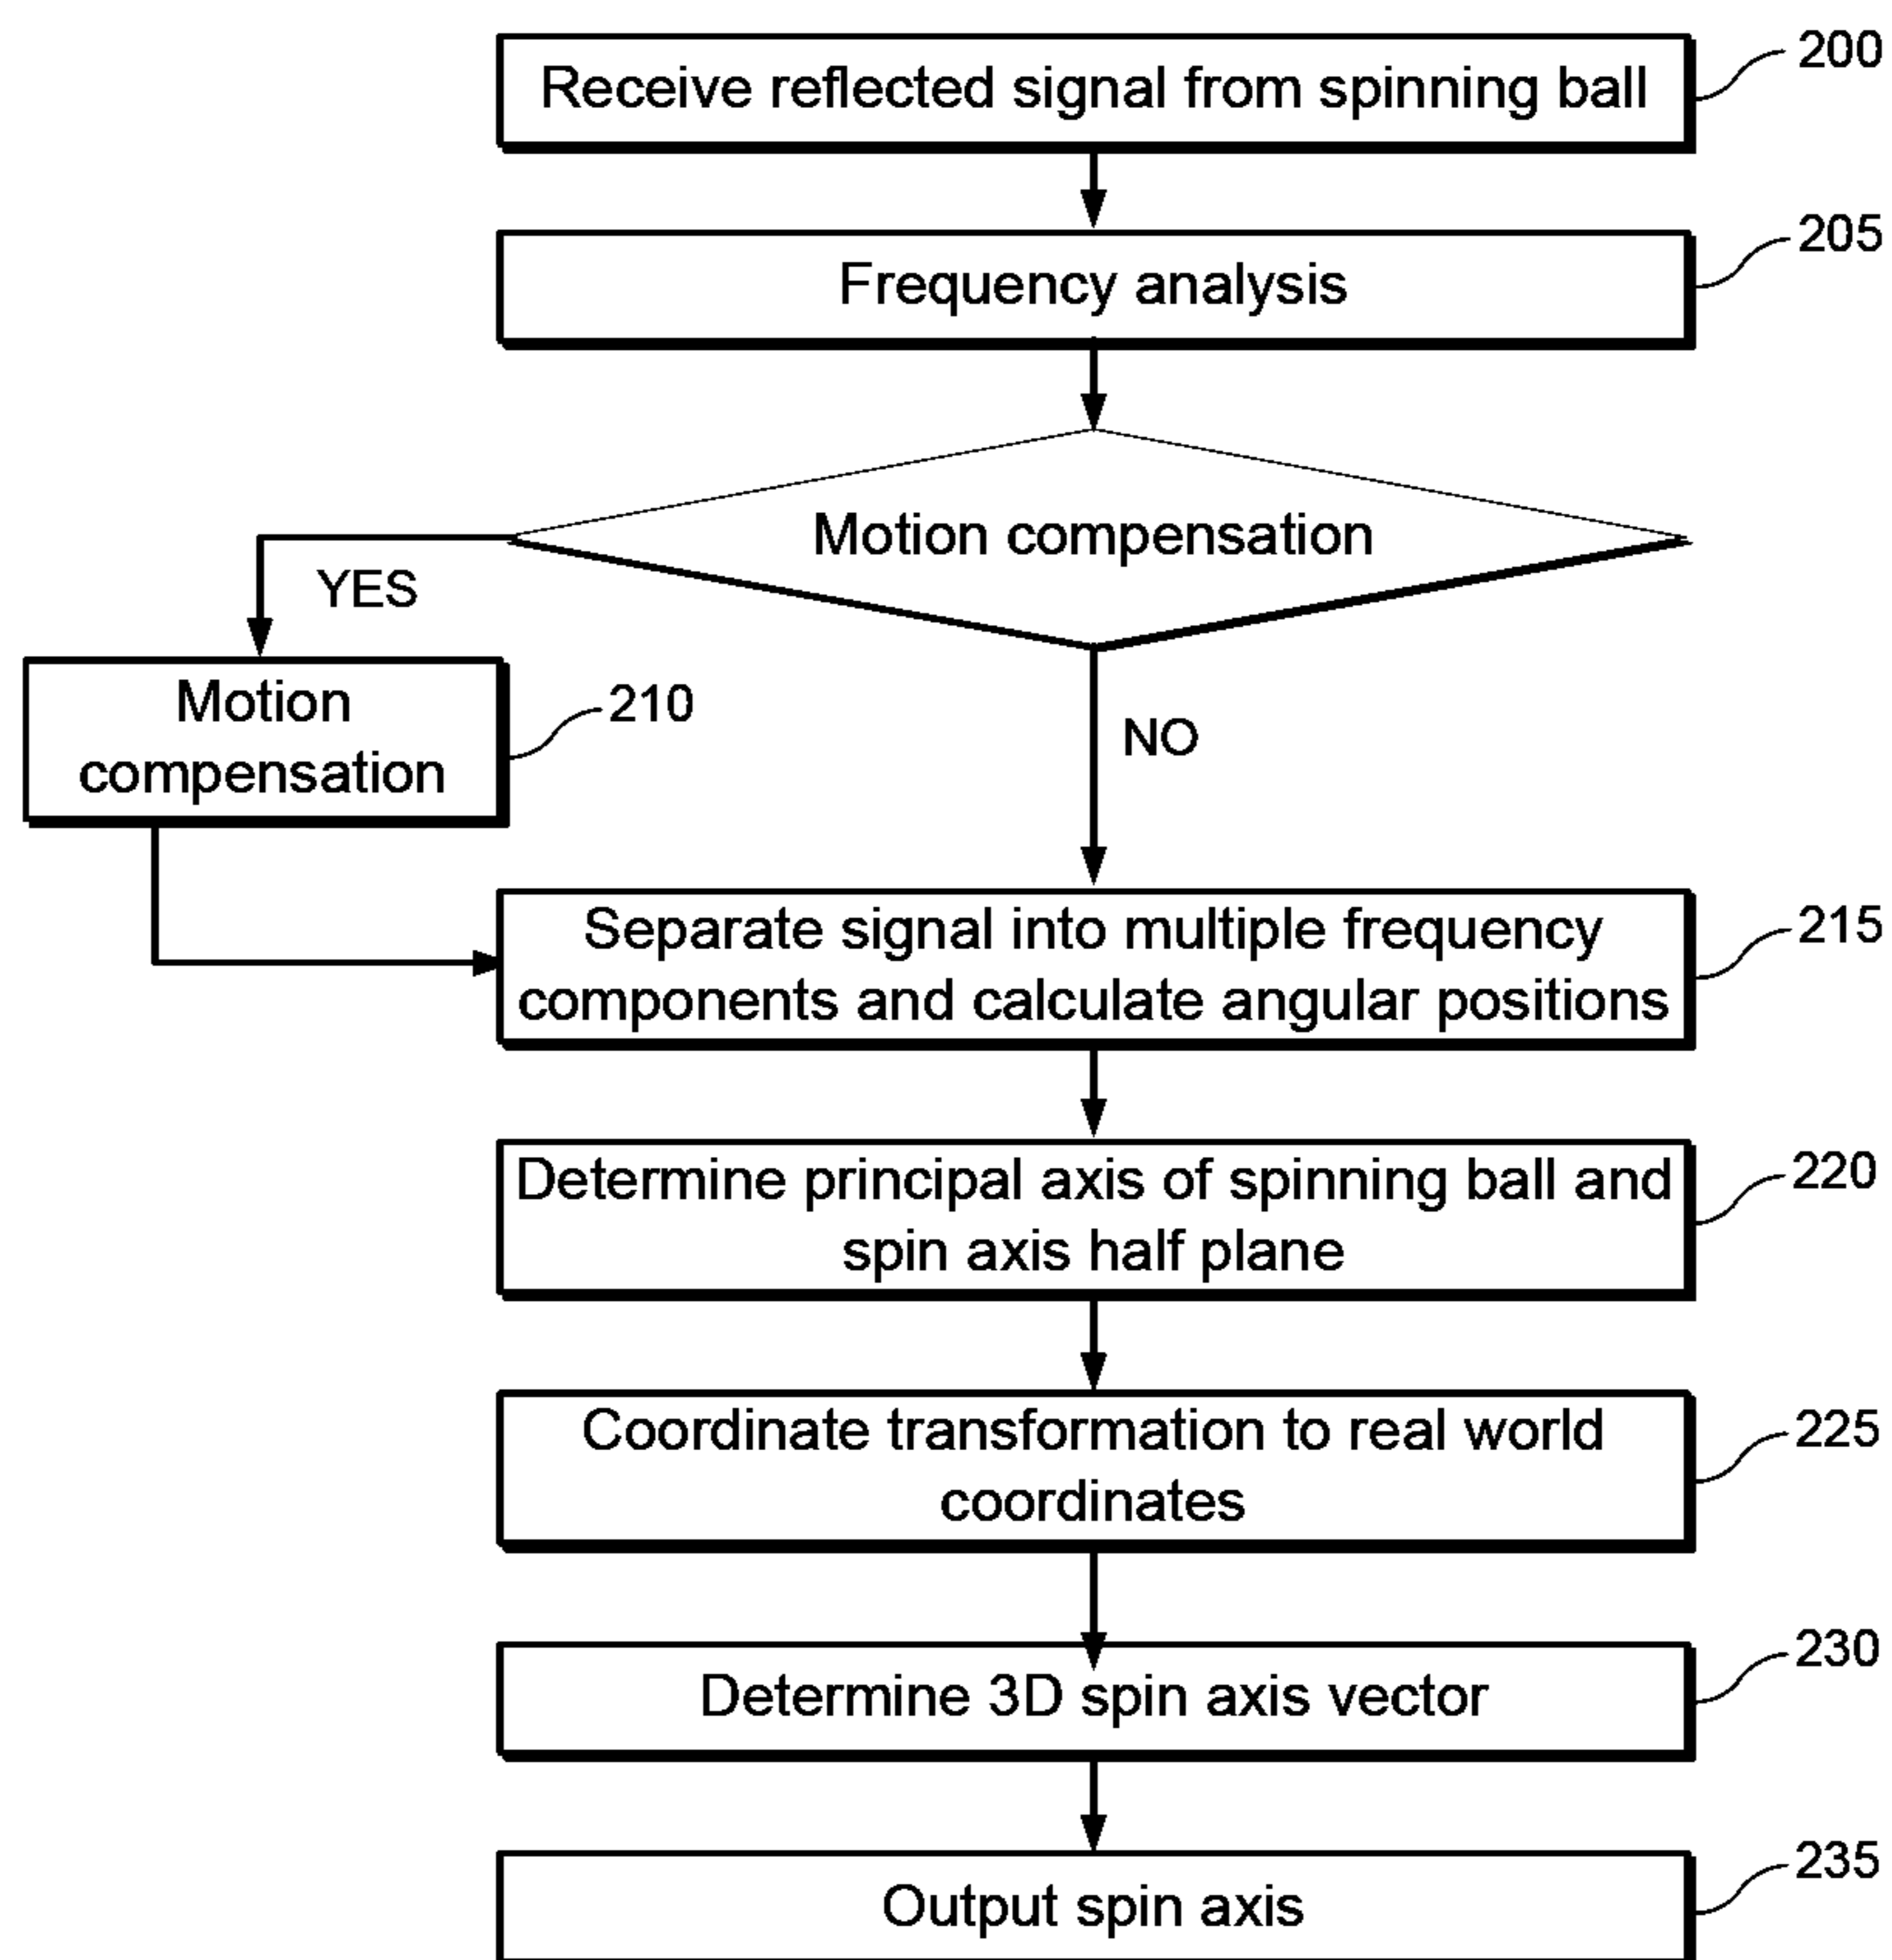 Receive reflected signal from spinning ball
200
Frequency analysis
205
Motion compensation
YES
Motion
compensation
210
NO
Separate signal into multiple frequency
components and calculate angular positions
215
Determine principal axis of spinning ball and
spin axis half plane
220
Coordinate transformation to real world
coordinates
225
Determine 3D spin axis vector
230
Output spin axis
235